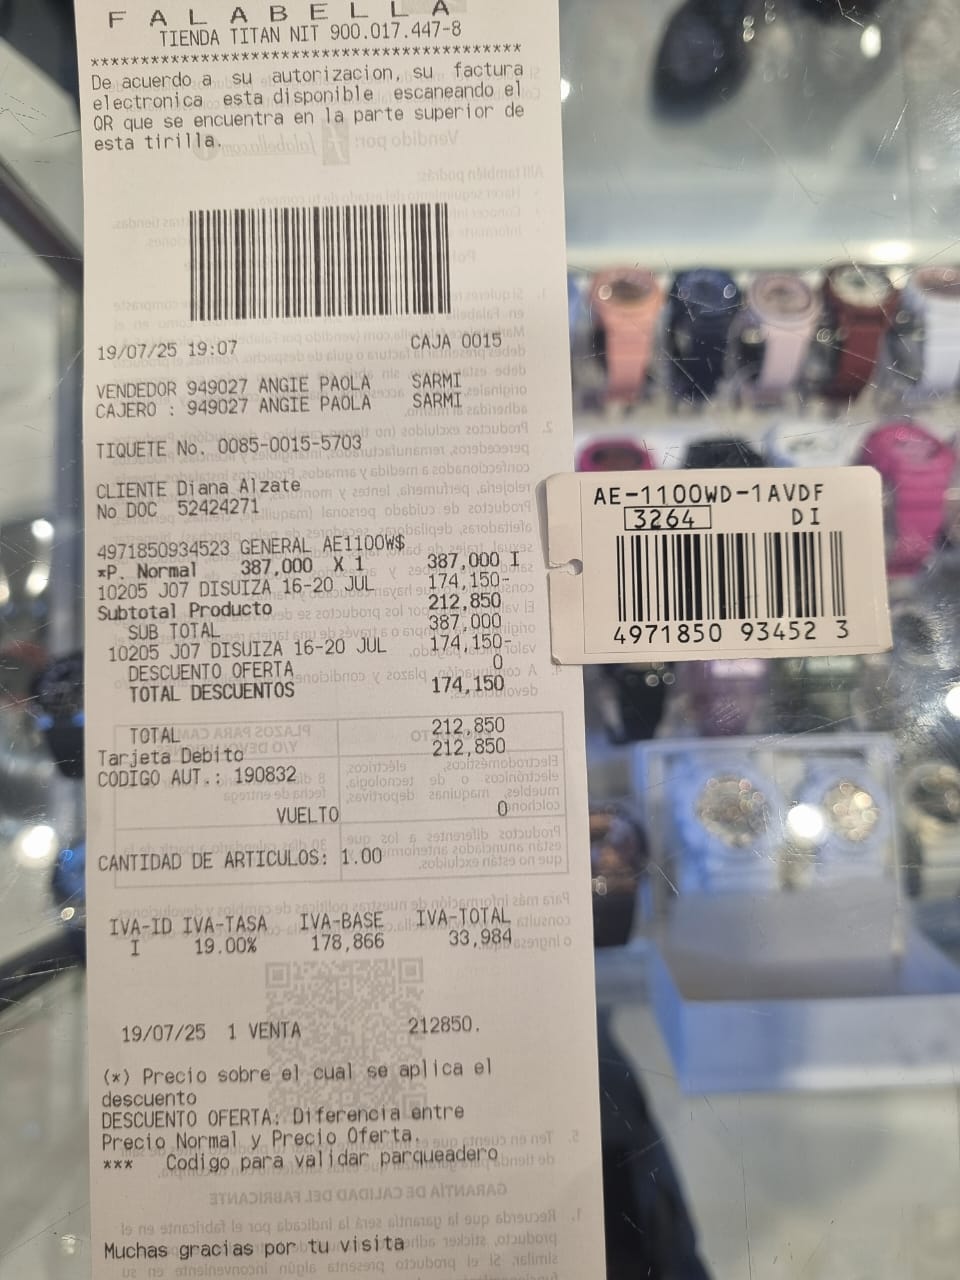 F A L A B E L L A
TIENDA TITAN NIT 900.017.447-8
*****************************************
De acuerdo a su autorizacion, su factura
electronica esta disponible escaneando el
QR que se encuentra en la parte superior de
esta tirilla.
19/07/25 19:07 CAJA 0015
VENDEDOR 949027 ANGIE PAOLA SARMI
CAJERO : 949027 ANGIE PAOLA SARMI
TIQUETE No. 0085-0015-5703
CLIENTE Diana Alzate
No DOC 52424271
4971850934523 GENERAL AE1100W$
*P. Normal 387,000 X 1 387,000 I
10205 J07 DISUIZA 16-20 JUL 174,150-
Subtotal Producto 212,850
SUB TOTAL 387,000
10205 J07 DISUIZA 16-20 JUL 174,150-
DESCUENTO OFERTA 0
TOTAL DESCUENTOS 174,150
TOTAL 212,850
Tarjeta Debito 212,850
CODIGO AUT.: 190832
VUELTO 0
CANTIDAD DE ARTICULOS: 1.00
IVA-ID IVA-TASA IVA-BASE IVA-TOTAL
I 19.00% 178,866 33,984
19/07/25 1 VENTA 212850.
(*) Precio sobre el cual se aplica el
descuento
DESCUENTO OFERTA: Diferencia entre
Precio Normal y Precio Oferta.
*** Codigo para validar parqueadero
Muchas gracias por tu visita
AE-1100WD-1AVDF
3264 DI
4971850 93452 3